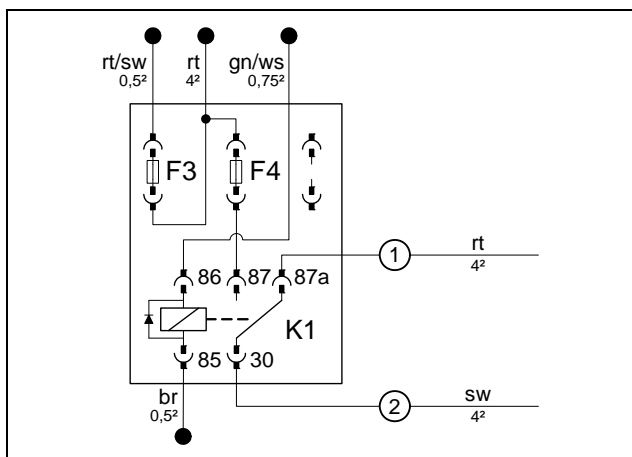 rt/sw rt gn/ws
0,5² 4² 0,75²
F3 F4
1 rt
4²
86 87 87a
K1
85 30
2 sw
4²
br
0,5²